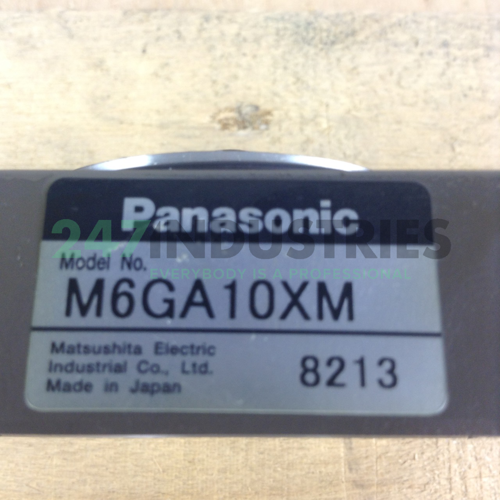 Panasonic
247INDUSTRIES
EVERYBODY IS A PROFESSIONAL
Model No.
M6GA10XM
Matsushita Electric
Industrial Co., Ltd.
Made in Japan
8213